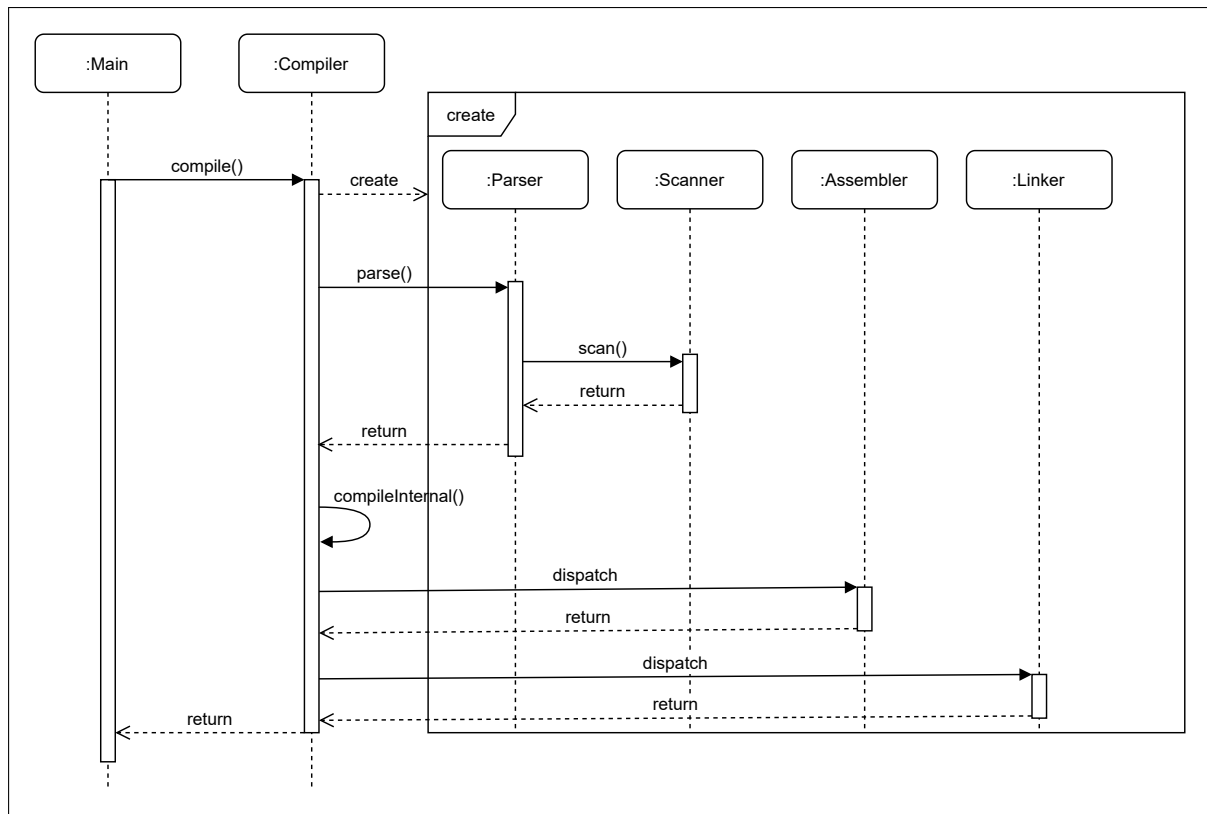 :Main
:Compiler
create
compile()
create
:Parser
:Scanner
:Assembler
:Linker
parse()
scan()
return
return
compileInternal()
dispatch
return
dispatch
return
return